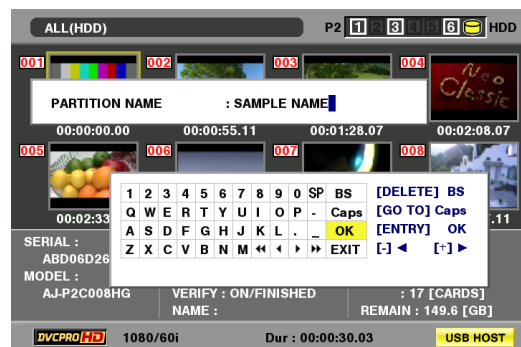 ALL(HDD) P2 1 2 3 4 5 6 HDD
001 002 003 004
Neo Classic
PARTITION NAME : SAMPLE NAME
00:00:00.00 00:00:55.11 00:01:28.07 00:02:08.07
005 006 007 008
1 2 3 4 5 6 7 8 9 0 SP BS [DELETE] BS
Q W E R T Y U I O P - Caps [GO TO] Caps
A S D F G H J K L . _ OK [ENTRY] OK
Z X C V B N M ◀◀ ◀ ▶ ▶▶ EXIT [-] ◀ [+] ▶
00:02:33 .11
SERIAL :
ABD06D26
MODEL :
AJ-P2C008HG VERIFY : ON/FINISHED : 17 [CARDS]
NAME : REMAIN : 149.6 [GB]
DVCPRO HD 1080/60i Dur : 00:00:30.03 USB HOST